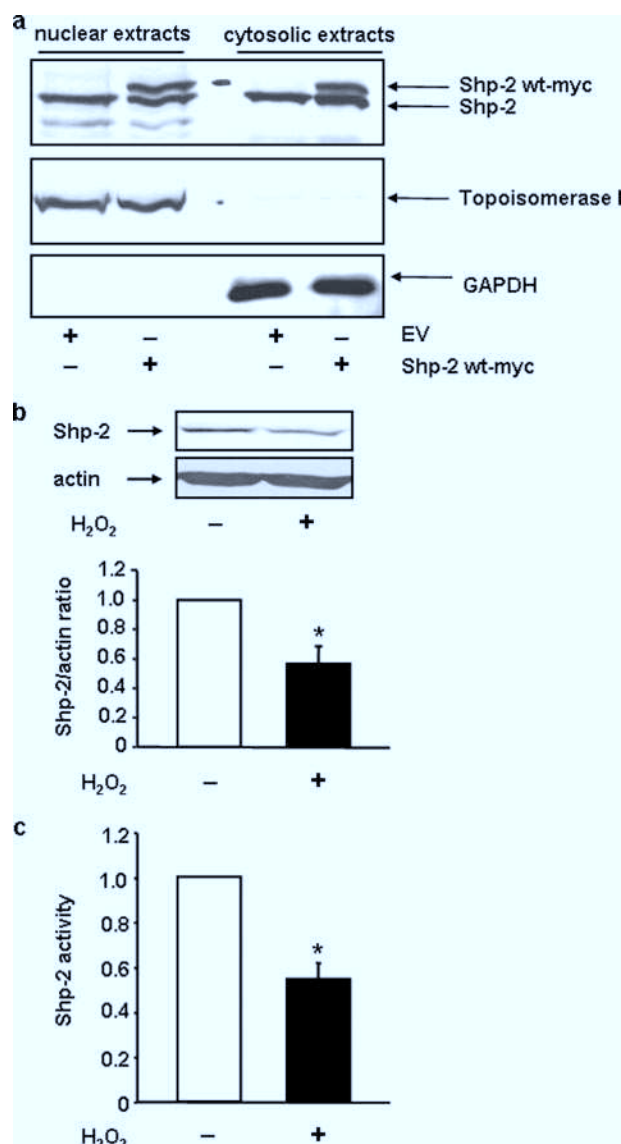 a
nuclear extracts cytosolic extracts
Shp-2 wt-myc
Shp-2
Topoisomerase I
GAPDH
+ – + – EV
– + – + Shp-2 wt-myc
b
Shp-2
actin
H₂O₂ – +
Shp-2/actin ratio
1.2
1.0
0.8
0.6
0.4
0.2
0
*
H₂O₂ – +
c
Shp-2 activity
1.2
1.0
0.8
0.6
0.4
0.2
0
*
H₂O₂ – +